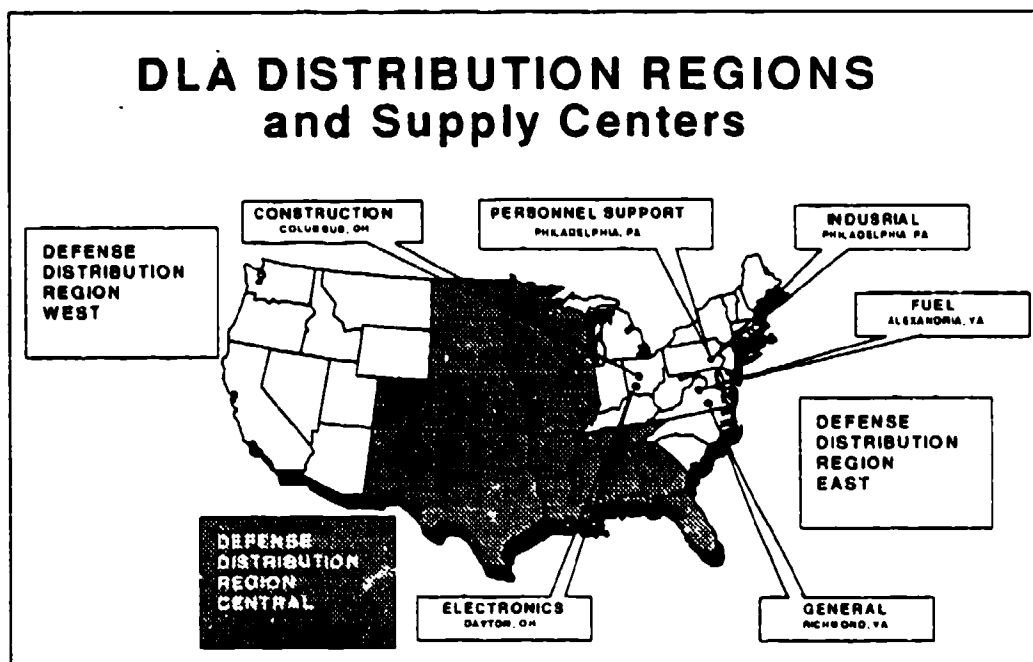 DLA DISTRIBUTION REGIONS
and Supply Centers
CONSTRUCTION
COLUMBUS, OH
PERSONNEL SUPPORT
PHILADELPHIA, PA
INDUSRIAL
PHILADELPHIA PA
DEFENSE
DISTRIBUTION
REGION
WEST
FUEL
ALEXANDRIA, VA
DEFENSE
DISTRIBUTION
REGION
EAST
DEFENSE
DISTRIBUTION
REGION
CENTRAL
ELECTRONICS
DAYTON, OH
GENERAL
RICHMOND, VA